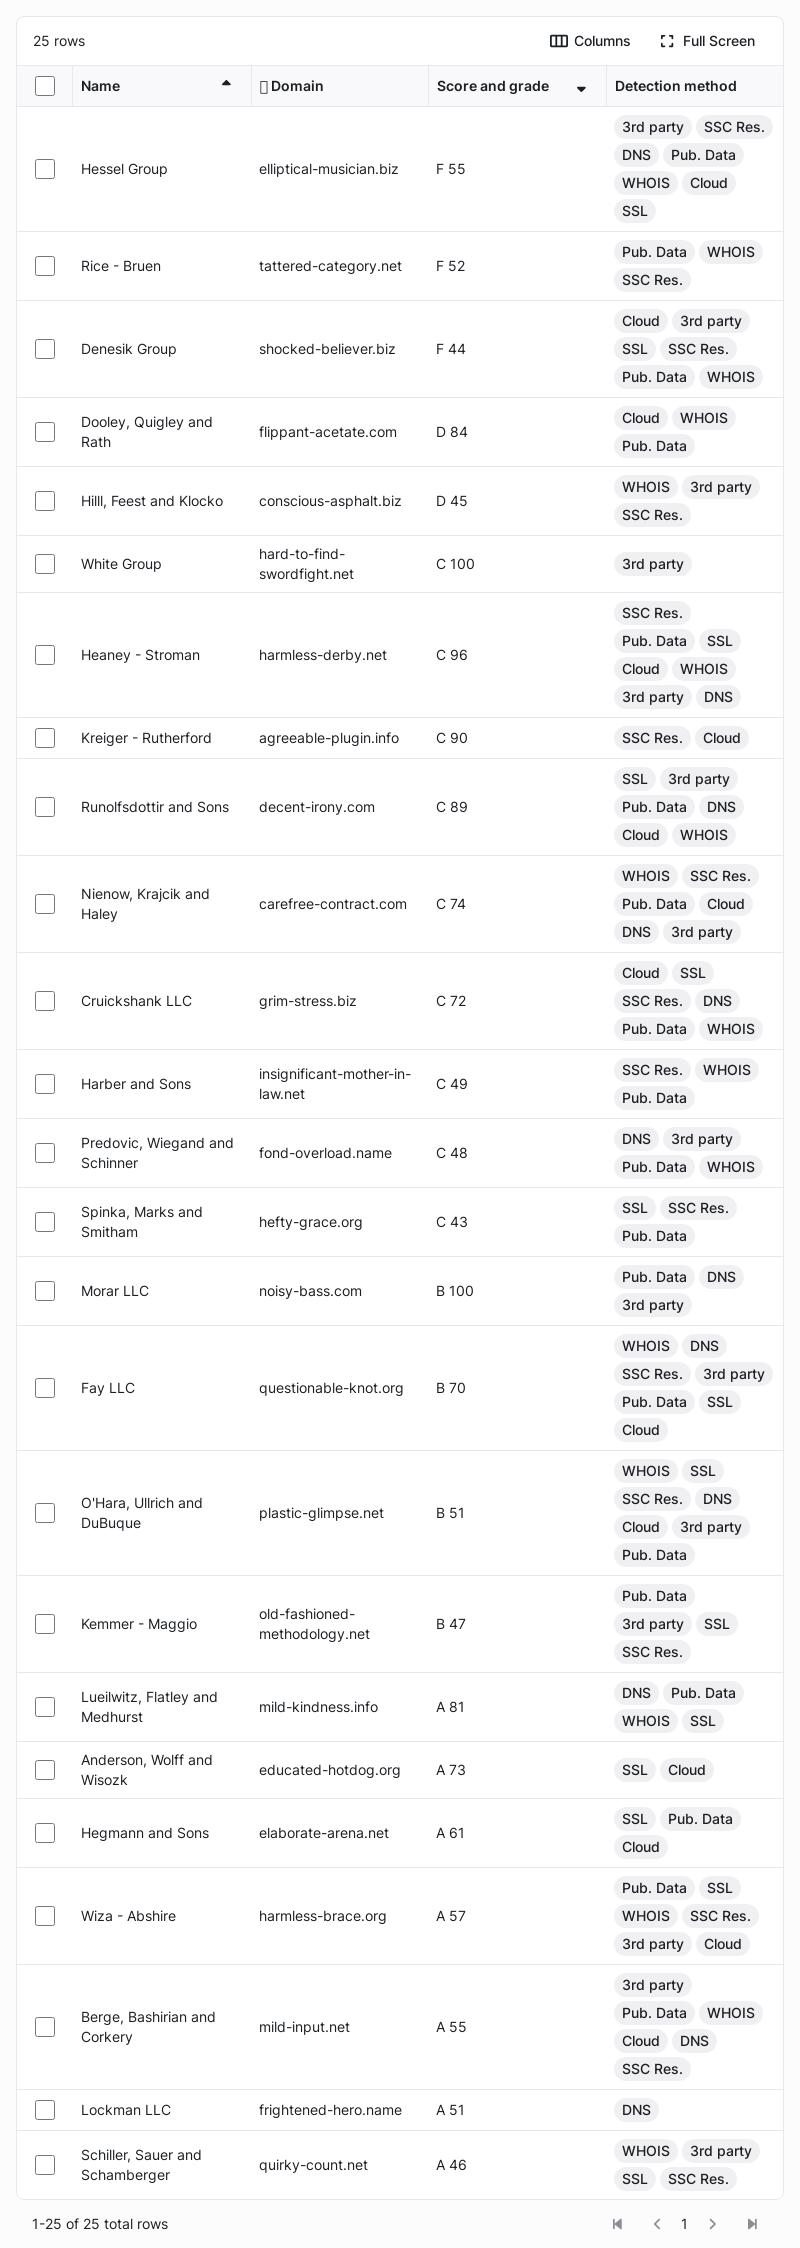 25 rows
Columns
Full Screen
Name
Domain
Score and grade
Detection method
Hessel Group
elliptical-musician.biz
F 55
3rd party SSC Res.
DNS Pub. Data
WHOIS Cloud
SSL
Rice - Bruen
tattered-category.net
F 52
Pub. Data WHOIS
SSC Res.
Denesik Group
shocked-believer.biz
F 44
Cloud 3rd party
SSL SSC Res.
Pub. Data WHOIS
Dooley, Quigley and
Rath
flippant-acetate.com
D 84
Cloud WHOIS
Pub. Data
Hilll, Feest and Klocko
conscious-asphalt.biz
D 45
WHOIS 3rd party
SSC Res.
White Group
hard-to-find-
swordfight.net
C 100
3rd party
Heaney - Stroman
harmless-derby.net
C 96
SSC Res.
Pub. Data SSL
Cloud WHOIS
3rd party DNS
Kreiger - Rutherford
agreeable-plugin.info
C 90
SSC Res. Cloud
Runolfsdottir and Sons
decent-irony.com
C 89
SSL 3rd party
Pub. Data DNS
Cloud WHOIS
Nienow, Krajcik and
Haley
carefree-contract.com
C 74
WHOIS SSC Res.
Pub. Data Cloud
DNS 3rd party
Cruickshank LLC
grim-stress.biz
C 72
Cloud SSL
SSC Res. DNS
Pub. Data WHOIS
Harber and Sons
insignificant-mother-in-
law.net
C 49
SSC Res. WHOIS
Pub. Data
Predovic, Wiegand and
Schinner
fond-overload.name
C 48
DNS 3rd party
Pub. Data WHOIS
Spinka, Marks and
Smitham
hefty-grace.org
C 43
SSL SSC Res.
Pub. Data
Morar LLC
noisy-bass.com
B 100
Pub. Data DNS
3rd party
Fay LLC
questionable-knot.org
B 70
WHOIS DNS
SSC Res. 3rd party
Pub. Data SSL
Cloud
O'Hara, Ullrich and
DuBuque
plastic-glimpse.net
B 51
WHOIS SSL
SSC Res. DNS
Cloud 3rd party
Pub. Data
Kemmer - Maggio
old-fashioned-
methodology.net
B 47
Pub. Data
3rd party SSL
SSC Res.
Lueilwitz, Flatley and
Medhurst
mild-kindness.info
A 81
DNS Pub. Data
WHOIS SSL
Anderson, Wolff and
Wisozk
educated-hotdog.org
A 73
SSL Cloud
Hegmann and Sons
elaborate-arena.net
A 61
SSL Pub. Data
Cloud
Wiza - Abshire
harmless-brace.org
A 57
Pub. Data SSL
WHOIS SSC Res.
3rd party Cloud
Berge, Bashirian and
Corkery
mild-input.net
A 55
3rd party
Pub. Data WHOIS
Cloud DNS
SSC Res.
Lockman LLC
frightened-hero.name
A 51
DNS
Schiller, Sauer and
Schamberger
quirky-count.net
A 46
WHOIS 3rd party
SSL SSC Res.
1-25 of 25 total rows
1